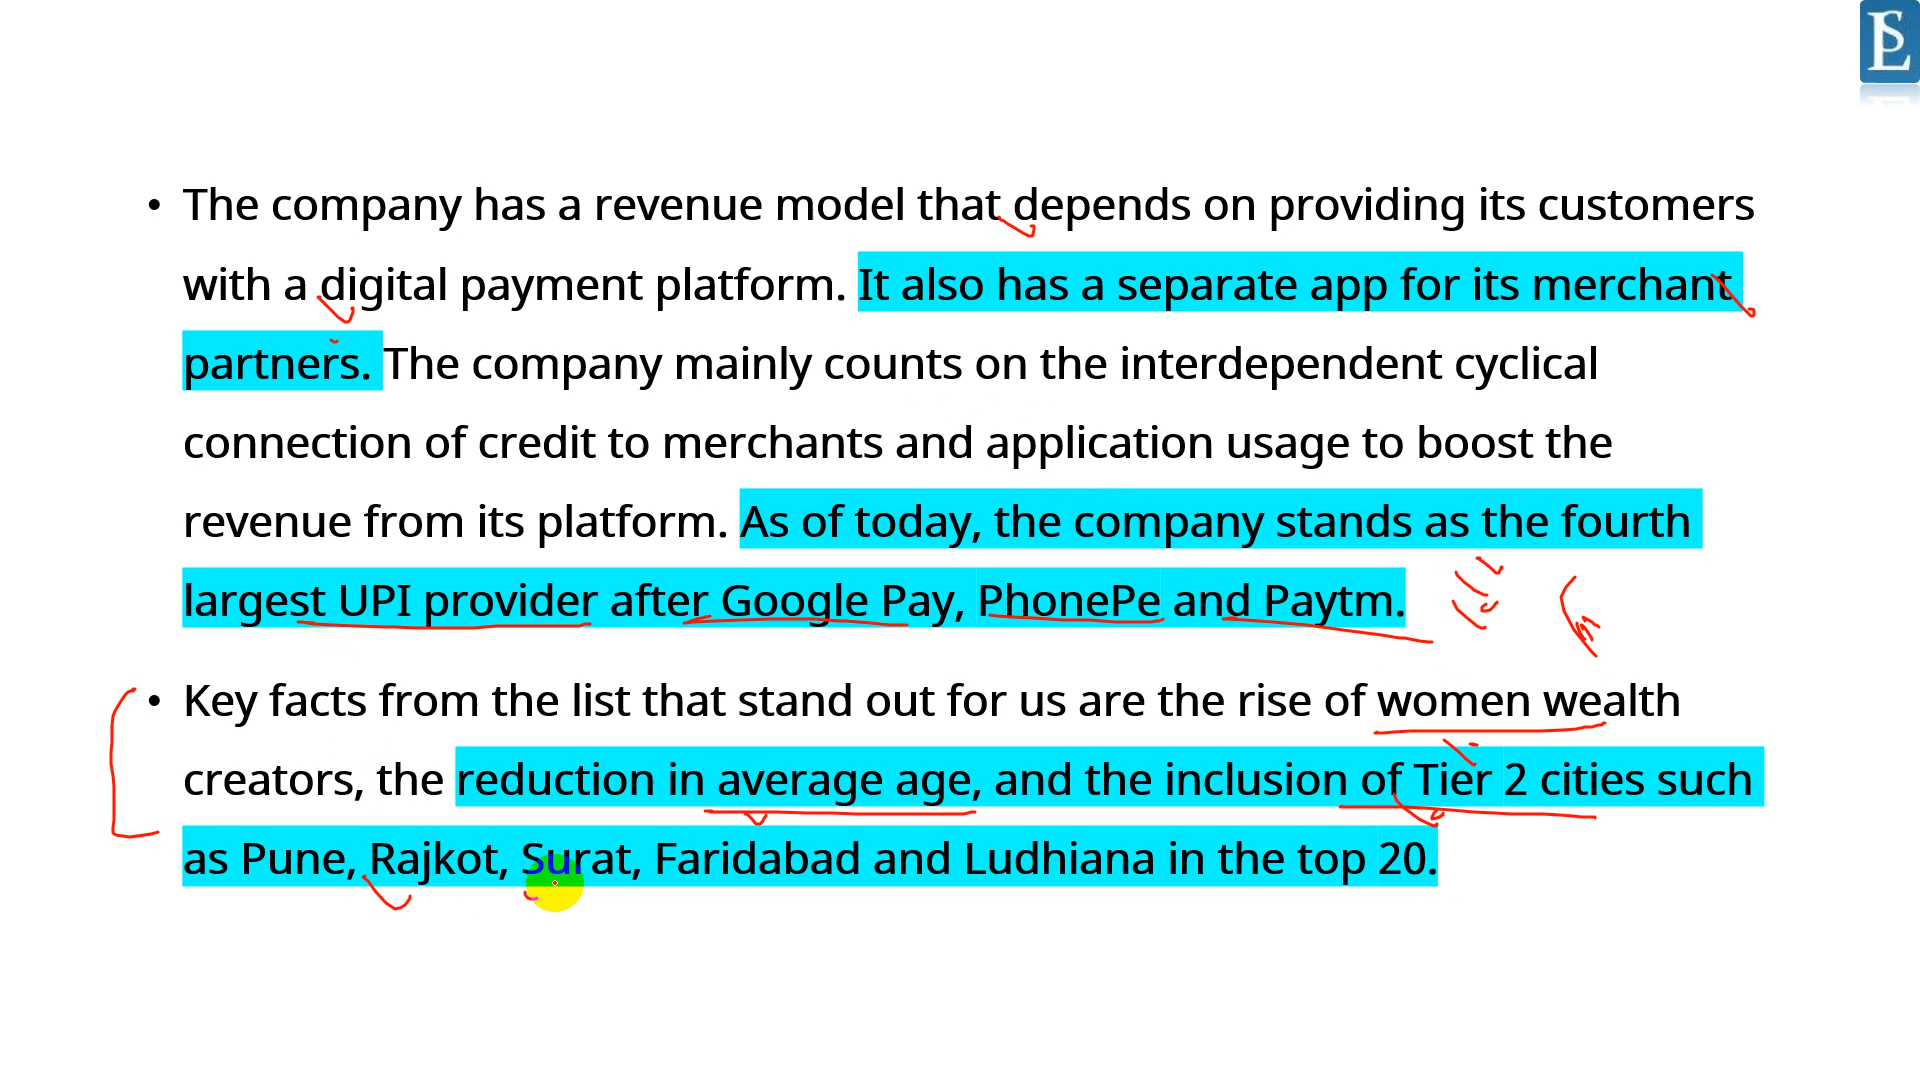 • The company has a revenue model that depends on providing its customers
with a digital payment platform. It also has a separate app for its merchant
partners. The company mainly counts on the interdependent cyclical
connection of credit to merchants and application usage to boost the
revenue from its platform. As of today, the company stands as the fourth
largest UPI provider after Google Pay, PhonePe and Paytm.
• Key facts from the list that stand out for us are the rise of women wealth
creators, the reduction in average age, and the inclusion of Tier 2 cities such
as Pune, Rajkot, Surat, Faridabad and Ludhiana in the top 20.